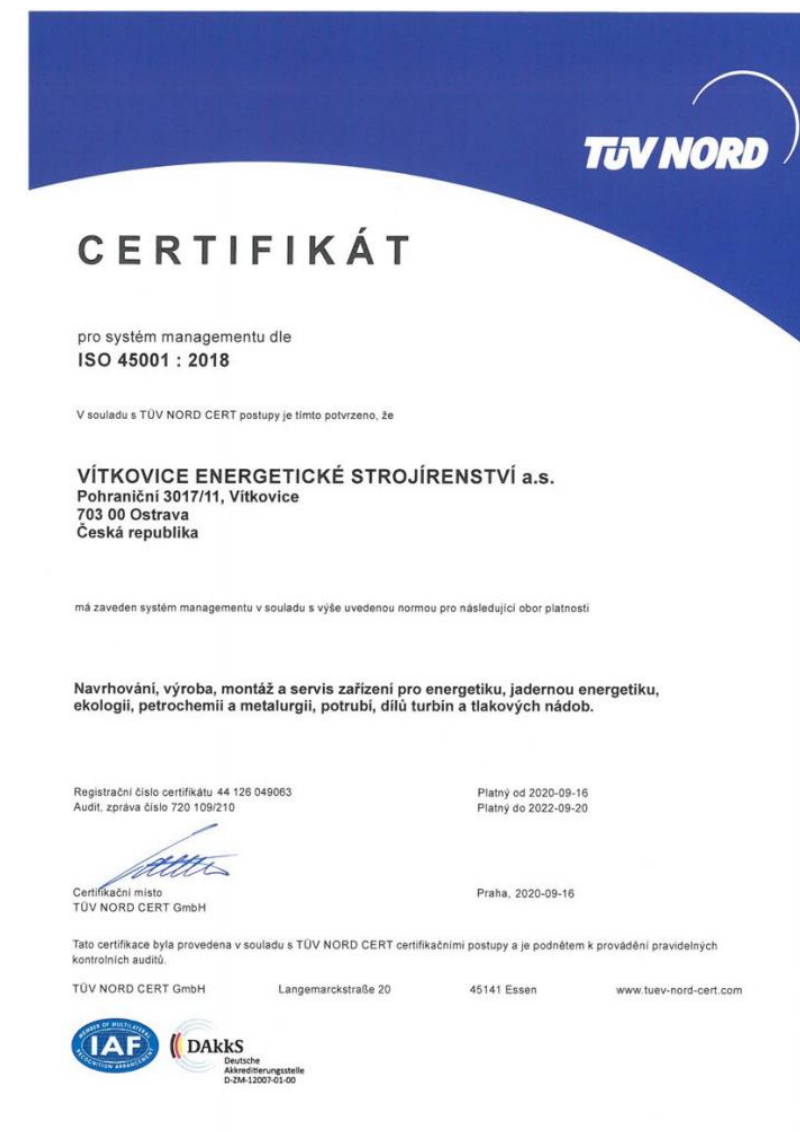 TÜV NORD
CERTIFIKÁT
pro systém managementu dle
ISO 45001 : 2018
V souladu s TÜV NORD CERT postupy je tímto potvrzeno, že
VÍTKOVICE ENERGETICKÉ STROJÍRENSTVÍ a.s.
Pohraniční 3017/11, Vítkovice
703 00 Ostrava
Česká republika
má zaveden systém managementu v souladu s výše uvedenou normou pro následující obor platnosti
Navrhování, výroba, montáž a servis zařízení pro energetiku, jadernou energetiku,
ekologii, petrochemii a metalurgii, potrubí, dílů turbín a tlakových nádob.
Registrační číslo certifikátu 44 126 049063
Audit, zpráva číslo 720 109/210
Platný od 2020-09-16
Platný do 2022-09-20
Certifikační místo
TÜV NORD CERT GmbH
Praha, 2020-09-16
Tato certifikace byla provedena v souladu s TÜV NORD CERT certifikačními postupy a je podnětem k provádění pravidelných
kontrolních auditů.
TÜV NORD CERT GmbH Langemarckstraße 20 45141 Essen www.tuev-nord-cert.com
MEMBER OF MULTILATERAL
IAF
RECOGNITION ARRANGEMENT
DAkkS
Deutsche
Akkreditierungsstelle
D-ZM-12007-01-00